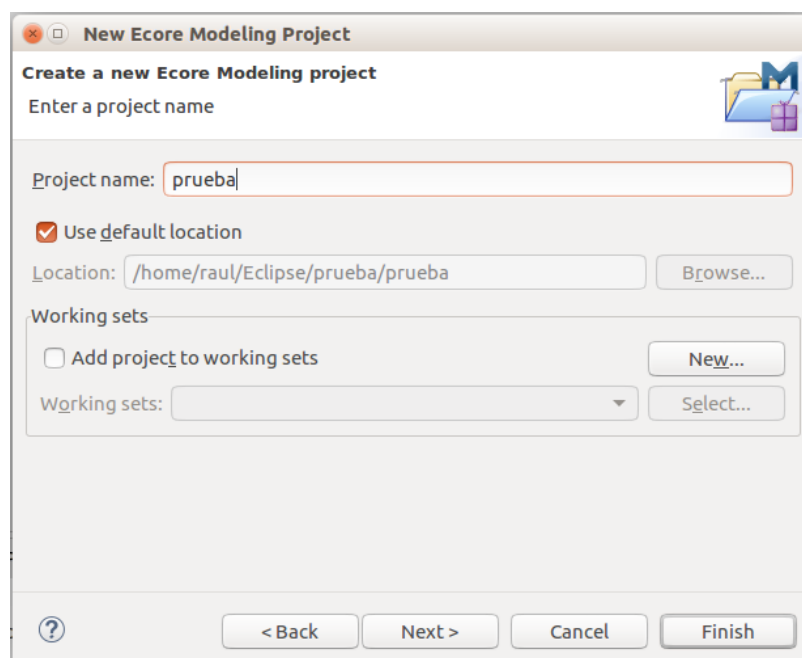 New Ecore Modeling Project
Create a new Ecore Modeling project
Enter a project name
Project name: prueba
Use default location
Location: /home/raul/Eclipse/prueba/prueba Browse...
Working sets
Add project to working sets New...
Working sets: Select...
? < Back Next > Cancel Finish